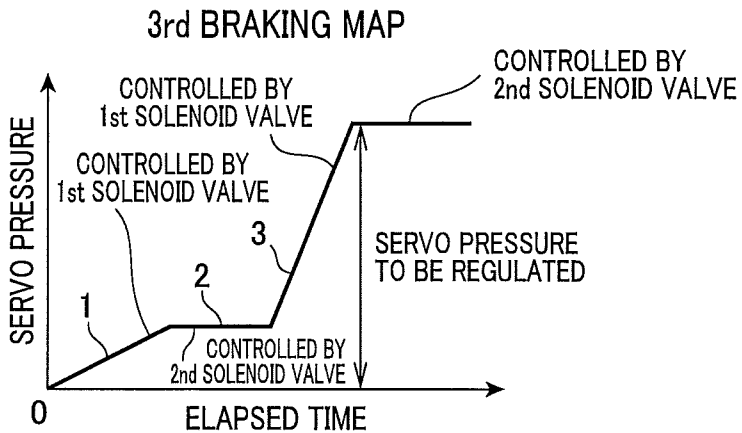 3rd BRAKING MAP
CONTROLLED BY
2nd SOLENOID VALVE
CONTROLLED BY
1st SOLENOID VALVE
CONTROLLED BY
1st SOLENOID VALVE
SERVO PRESSURE
3
SERVO PRESSURE
TO BE REGULATED
2
1
CONTROLLED BY
2nd SOLENOID VALVE
0
ELAPSED TIME